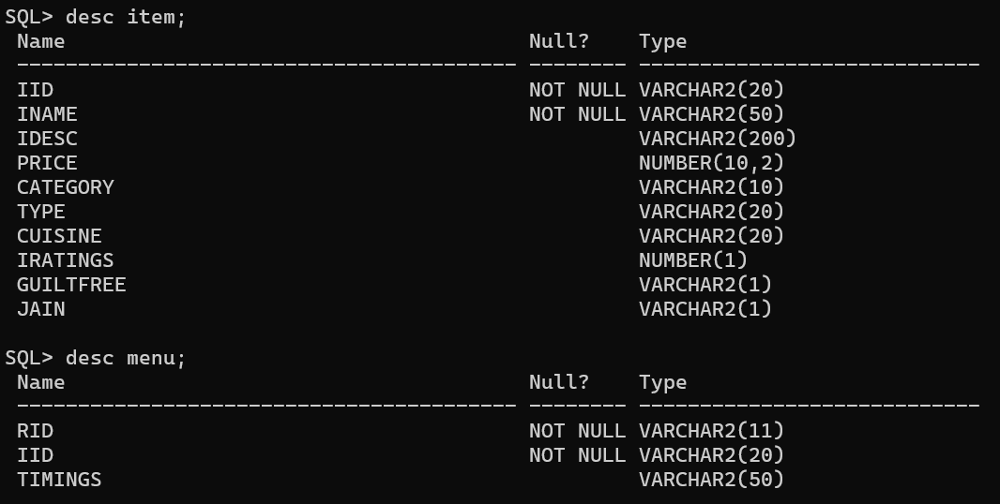 SQL> desc item;
 Name                                      Null?    Type
 ----------------------------------------- -------- ----------------------------
 IID                                       NOT NULL VARCHAR2(20)
 INAME                                     NOT NULL VARCHAR2(50)
 IDESC                                              VARCHAR2(200)
 PRICE                                              NUMBER(10,2)
 CATEGORY                                           VARCHAR2(10)
 TYPE                                               VARCHAR2(20)
 CUISINE                                            VARCHAR2(20)
 IRATINGS                                           NUMBER(1)
 GUILTFREE                                          VARCHAR2(1)
 JAIN                                               VARCHAR2(1)

SQL> desc menu;
 Name                                      Null?    Type
 ----------------------------------------- -------- ----------------------------
 RID                                       NOT NULL VARCHAR2(11)
 IID                                       NOT NULL VARCHAR2(20)
 TIMINGS                                            VARCHAR2(50)